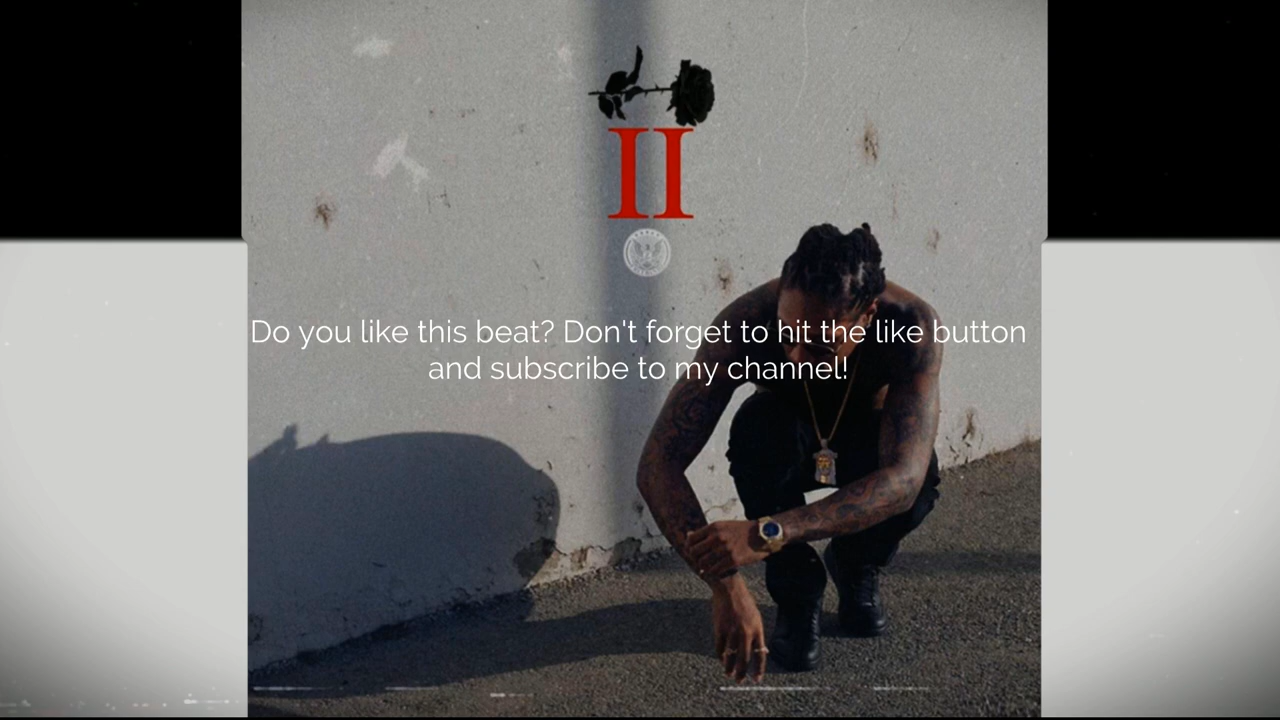 II
Do you like this beat? Don't forget to hit the like button
and subscribe to my channel!